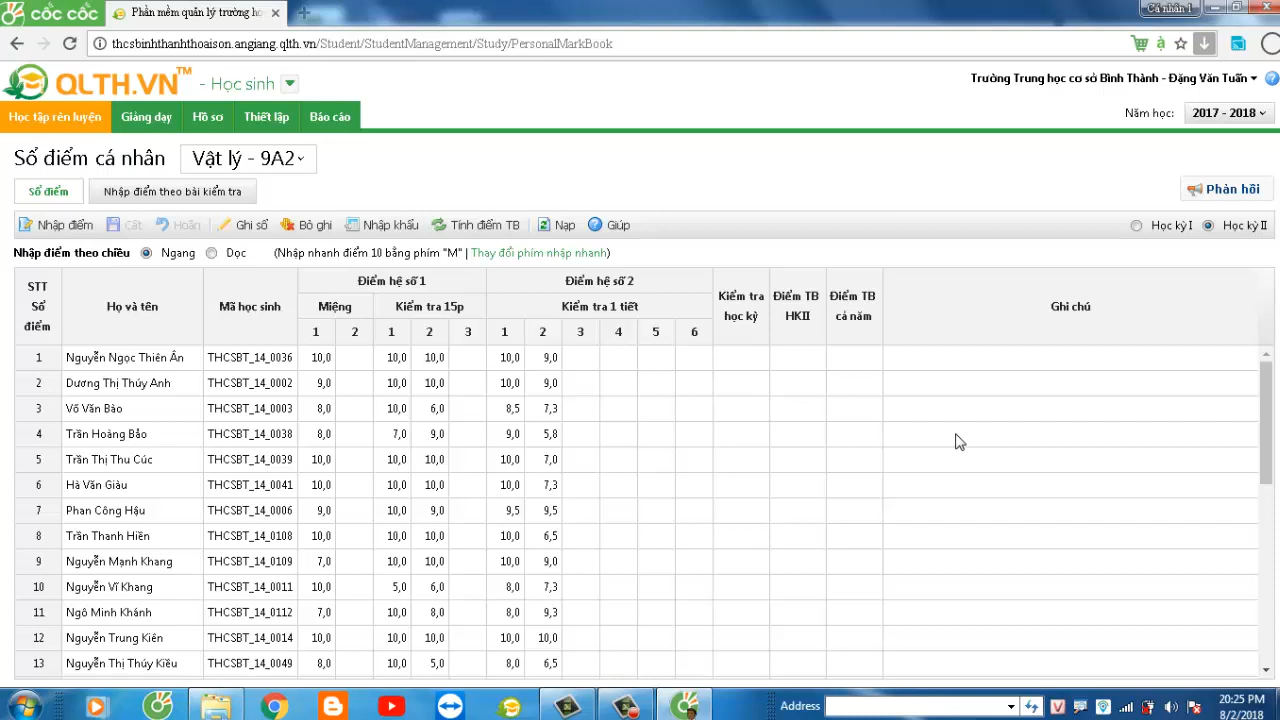 cốc cốc
Phần mềm quản lý trường họ
Cá nhân 1
thcsbinhthanhthoaison.angiang.qlth.vn/Student/StudentManagement/Study/PersonalMarkBook
QLTH.VN™ - Học sinh
Trường Trung học cơ sở Bình Thành - Đặng Văn Tuấn
Học tập rèn luyện Giảng dạy Hồ sơ Thiết lập Báo cáo
Năm học: 2017 - 2018
Sổ điểm cá nhân Vật lý - 9A2
Sổ điểm Nhập điểm theo bài kiểm tra
Phản hồi
Nhập điểm Cất Hoãn Ghi sổ Bỏ ghi Nhập khẩu Tính điểm TB Nạp Giúp Học kỳ I Học kỳ II
Nhập điểm theo chiều Ngang Dọc (Nhập nhanh điểm 10 bằng phím "M" | Thay đổi phím nhập nhanh)
STT Sổ điểm Họ và tên Mã học sinh Điểm hệ số 1 Điểm hệ số 2 Kiểm tra học kỳ Điểm TB HKII Điểm TB cả năm Ghi chú
Miệng Kiểm tra 15p Kiểm tra 1 tiết
1 2 1 2 3 1 2 3 4 5 6
1 Nguyễn Ngọc Thiên Ân THCSBT_14_0036 10,0 10,0 10,0 10,0 9,0
2 Dương Thị Thúy Anh THCSBT_14_0002 9,0 10,0 10,0 10,0 9,0
3 Võ Văn Bào THCSBT_14_0003 8,0 10,0 6,0 8,5 7,3
4 Trần Hoàng Bảo THCSBT_14_0038 8,0 7,0 9,0 9,0 5,8
5 Trần Thị Thu Cúc THCSBT_14_0039 10,0 10,0 10,0 10,0 7,0
6 Hà Văn Giàu THCSBT_14_0041 10,0 10,0 10,0 10,0 7,3
7 Phan Công Hậu THCSBT_14_0006 9,0 10,0 9,0 9,5 9,5
8 Trần Thanh Hiền THCSBT_14_0108 10,0 10,0 10,0 10,0 6,5
9 Nguyễn Mạnh Khang THCSBT_14_0109 7,0 10,0 10,0 10,0 9,0
10 Nguyễn Vĩ Khang THCSBT_14_0011 10,0 5,0 6,0 8,0 7,3
11 Ngô Minh Khánh THCSBT_14_0112 7,0 10,0 8,0 8,0 9,3
12 Nguyễn Trung Kiên THCSBT_14_0014 10,0 10,0 10,0 10,0 10,0
13 Nguyễn Thị Thúy Kiều THCSBT_14_0049 8,0 10,0 5,0 8,0 6,5
Address
20:25 PM
8/2/2018